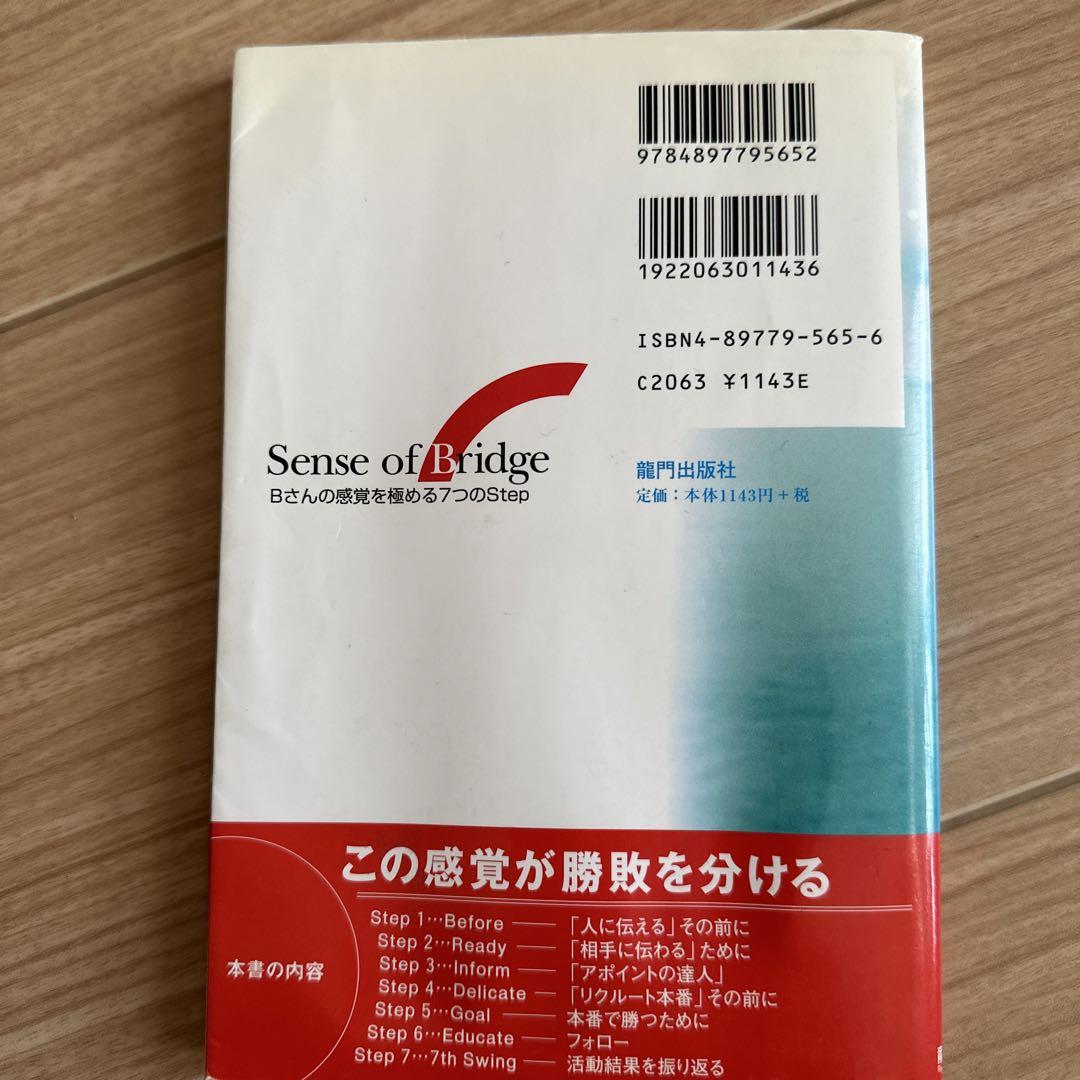 9784897795652
1922063011436
ISBN4-89779-565-6
C2063 ¥1143E
Sense of Bridge
Bさんの感覚を極める7つのStep
龍門出版社
定価：本体1143円＋税
この感覚が勝敗を分ける
本書の内容
Step 1…Before ── 「人に伝える」その前に
Step 2…Ready ── 「相手に伝わる」ために
Step 3…Inform ── 「アポイントの達人」
Step 4…Delicate ── 「リクルート本番」その前に
Step 5…Goal ── 本番で勝つために
Step 6…Educate ── フォロー
Step 7…7th Swing ── 活動結果を振り返る